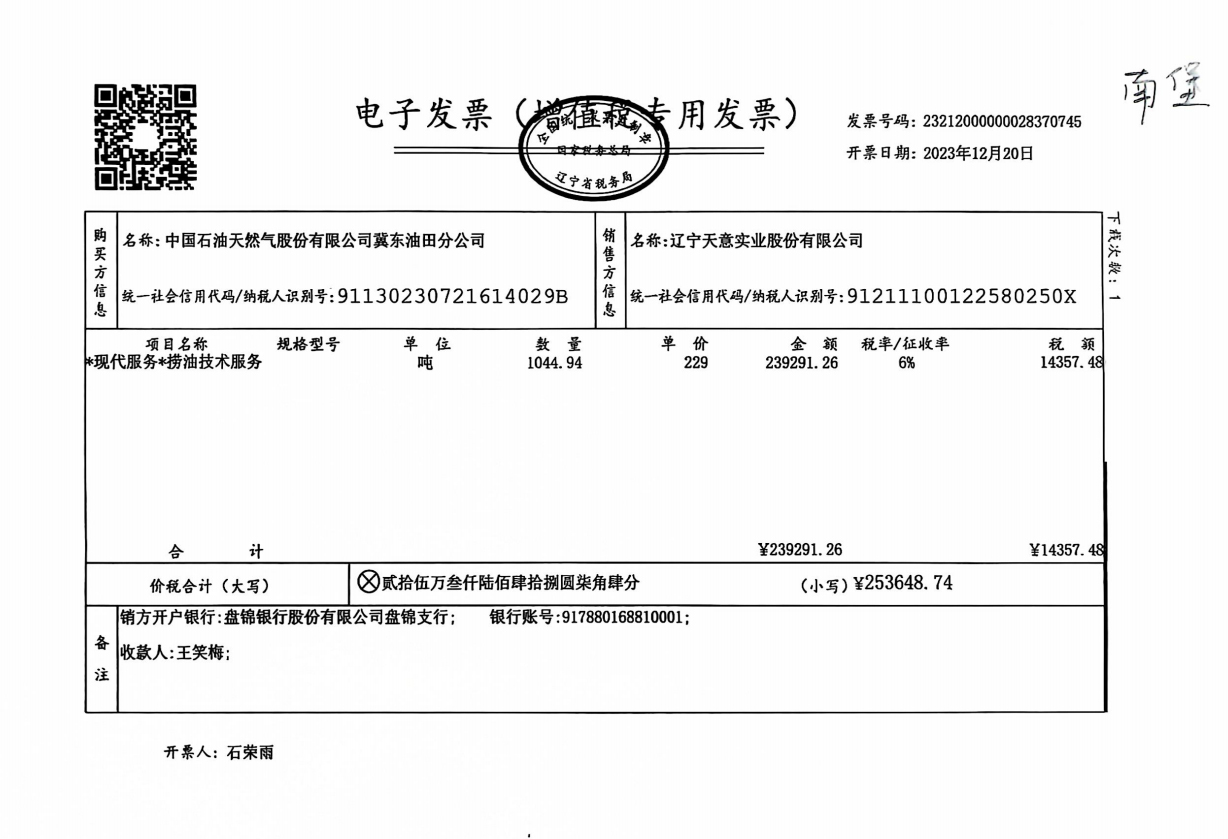 南堡
电子发票（增值税专用发票）
全国统一发票监制章
国家税务总局
辽宁省税务局
发票号码：23212000000028370745
开票日期：2023年12月20日
下载次数：1
购买方信息
名称：中国石油天然气股份有限公司冀东油田分公司
统一社会信用代码/纳税人识别号：91130230721614029B
销售方信息
名称：辽宁天意实业股份有限公司
统一社会信用代码/纳税人识别号：91211100122580250X
项目名称 规格型号 单位 数量 单价 金额 税率/征收率 税额
*现代服务*捞油技术服务 吨 1044.94 229 239291.26 6% 14357.48
合计 ¥239291.26 ¥14357.48
价税合计（大写） ⊗贰拾伍万叁仟陆佰肆拾捌圆柒角肆分 （小写）¥253648.74
备注
销方开户银行：盘锦银行股份有限公司盘锦支行； 银行账号：917880168810001；
收款人：王笑梅；
开票人：石荣雨